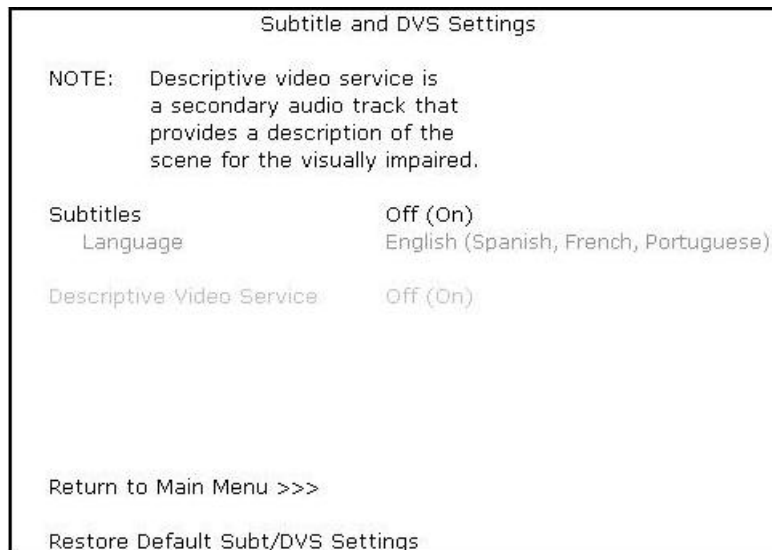 Subtitle and DVS Settings
NOTE: Descriptive video service is
a secondary audio track that
provides a description of the
scene for the visually impaired.
Subtitles Off (On)
Language English (Spanish, French, Portuguese)
Descriptive Video Service Off (On)
Return to Main Menu >>>
Restore Default Subt/DVS Settings